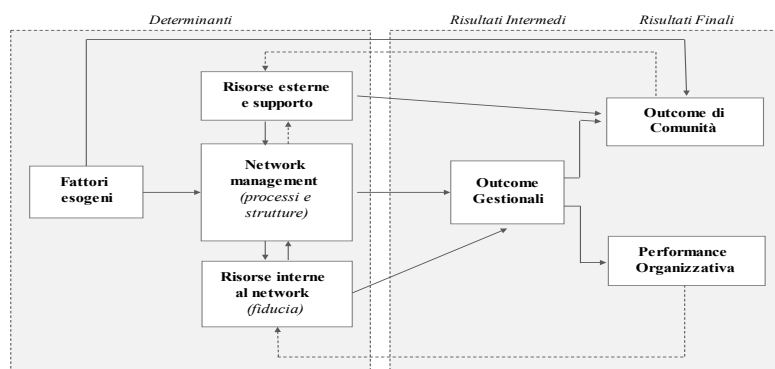 Determinanti
Risultati Intermedi
Risultati Finali
Risorse esterne
e supporto
Outcome di
Comunità
Fattori
esogeni
Network
management
(processi e
strutture)
Outcome
Gestionali
Risorse interne
al network
(fiducia)
Performance
Organizzativa